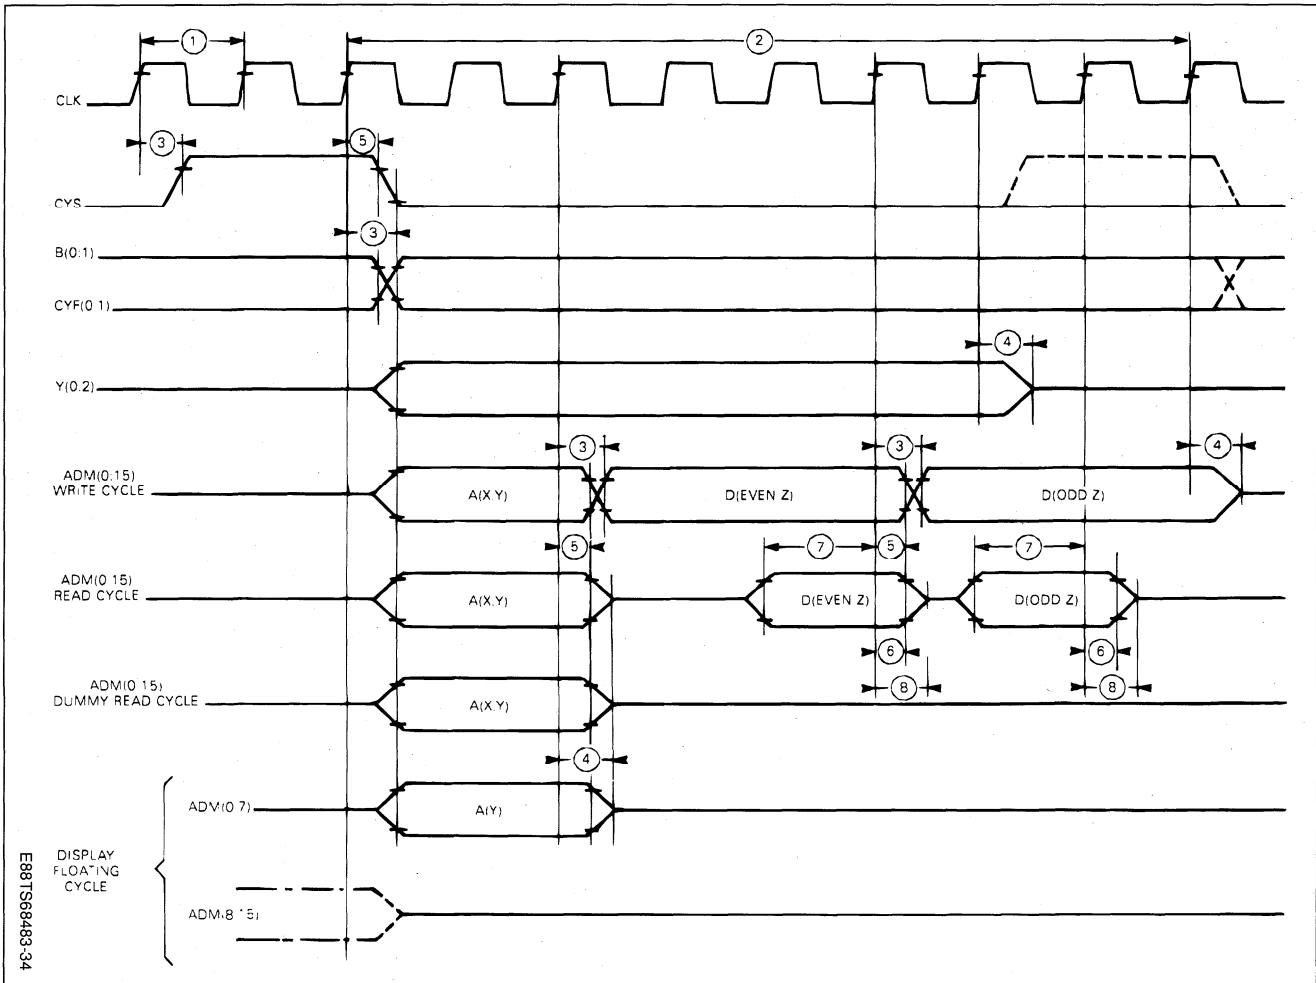 1
2
CLK
3
5
CYS
3
B(0:1)
CYF(0 1)
4
Y(0.2)
3
3
4
ADM(0:15)
WRITE CYCLE
A(X.Y)
D(EVEN Z)
D(ODD Z)
5
7
5
7
ADM(0 15)
READ CYCLE
A(X.Y)
D(EVEN Z)
D(ODD Z)
6
6
8
8
ADM(0 15)
DUMMY READ CYCLE
A(X.Y)
4
ADM(0 7)
A(Y)
DISPLAY
FLOATING
CYCLE
ADM(8 15)
E88TS68483-34